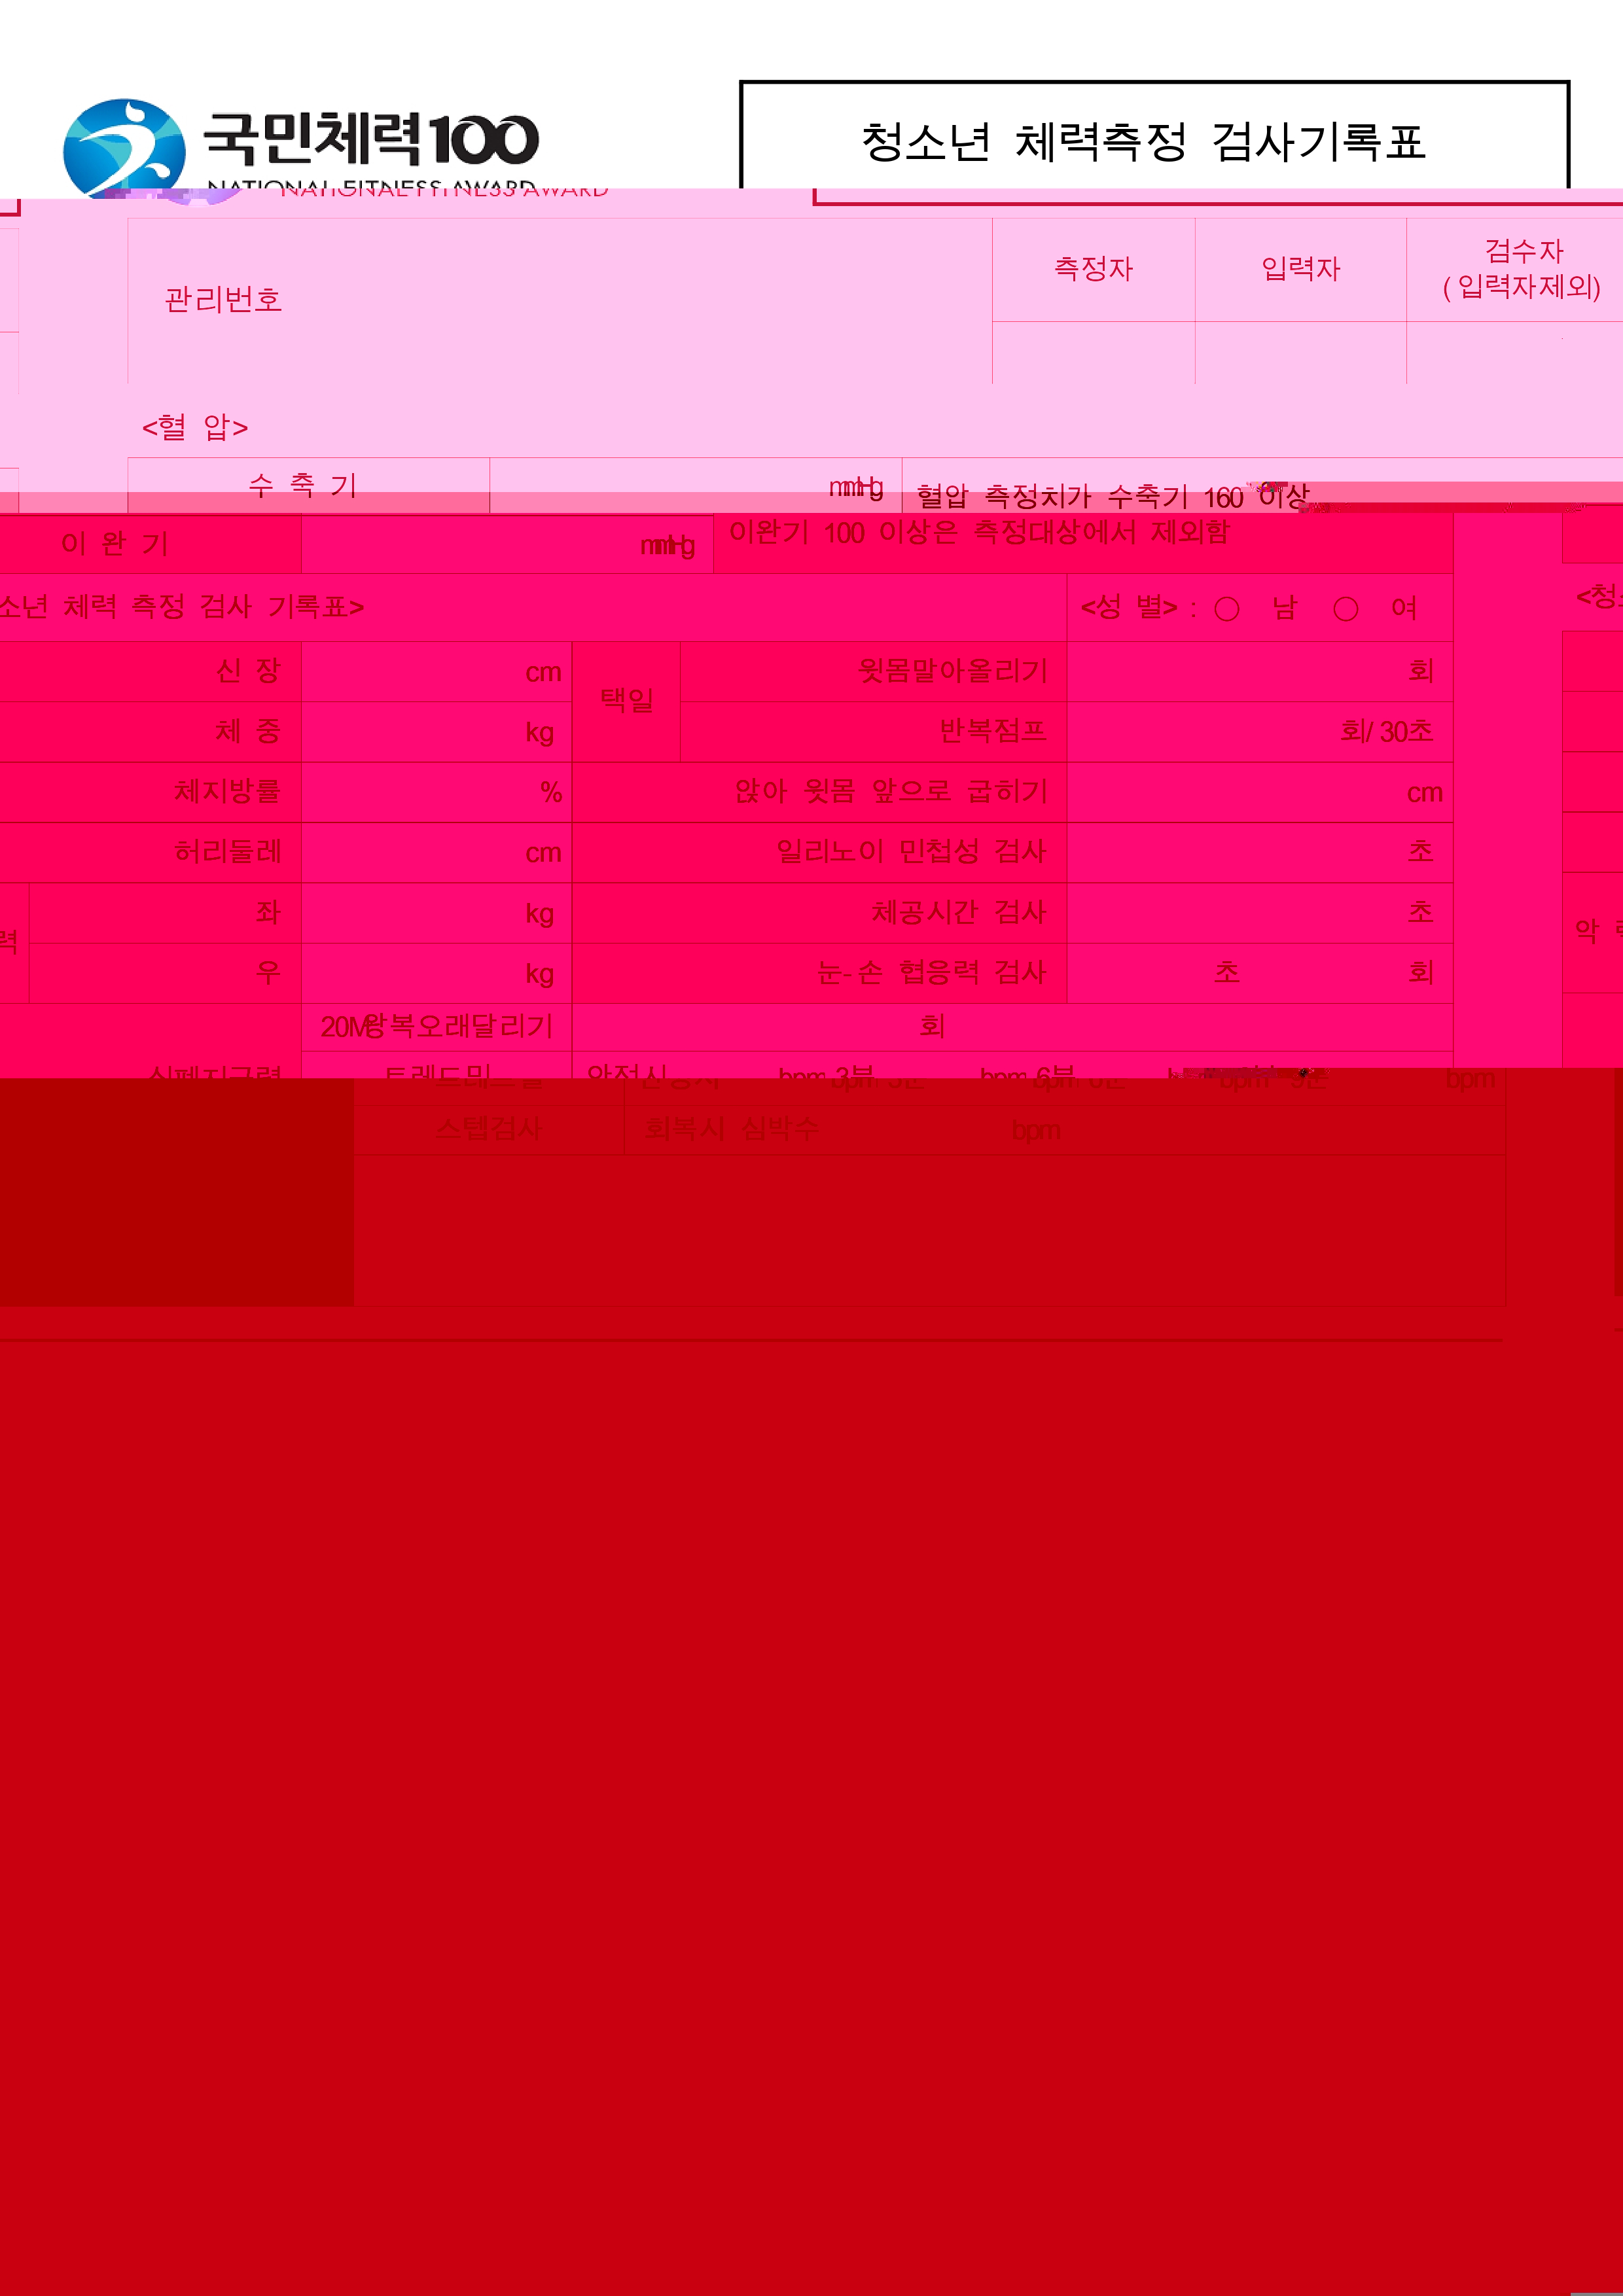 국민체력100
NATIONAL FITNESS AWARD
청소년 체력측정 검사기록표
관리번호
측정자 입력자 검수자
(입력자제외)
<혈 압>
수 축 기 mmHg 혈압 측정치가 수축기 160 이상
이 완 기 mmHg 이완기 100 이상은 측정대상에서 제외함
<청소년 체력 측정 검사 기록표> <성 별> : ○ 남 ○ 여
신 장 cm 택일 윗몸말아올리기 회
체 중 kg 반복점프 회/30초
체지방률 % 앉아 윗몸 앞으로 굽히기 cm
허리둘레 cm 일리노이 민첩성 검사 초
악 력 좌 kg 체공시간 검사 초
우 kg 눈-손 협응력 검사 초 회
20M왕복오래달리기 회
심폐지구력 트레드밀 bpm 3분 bpm 6분 bpm
스텝검사 회복시 심박수 bpm